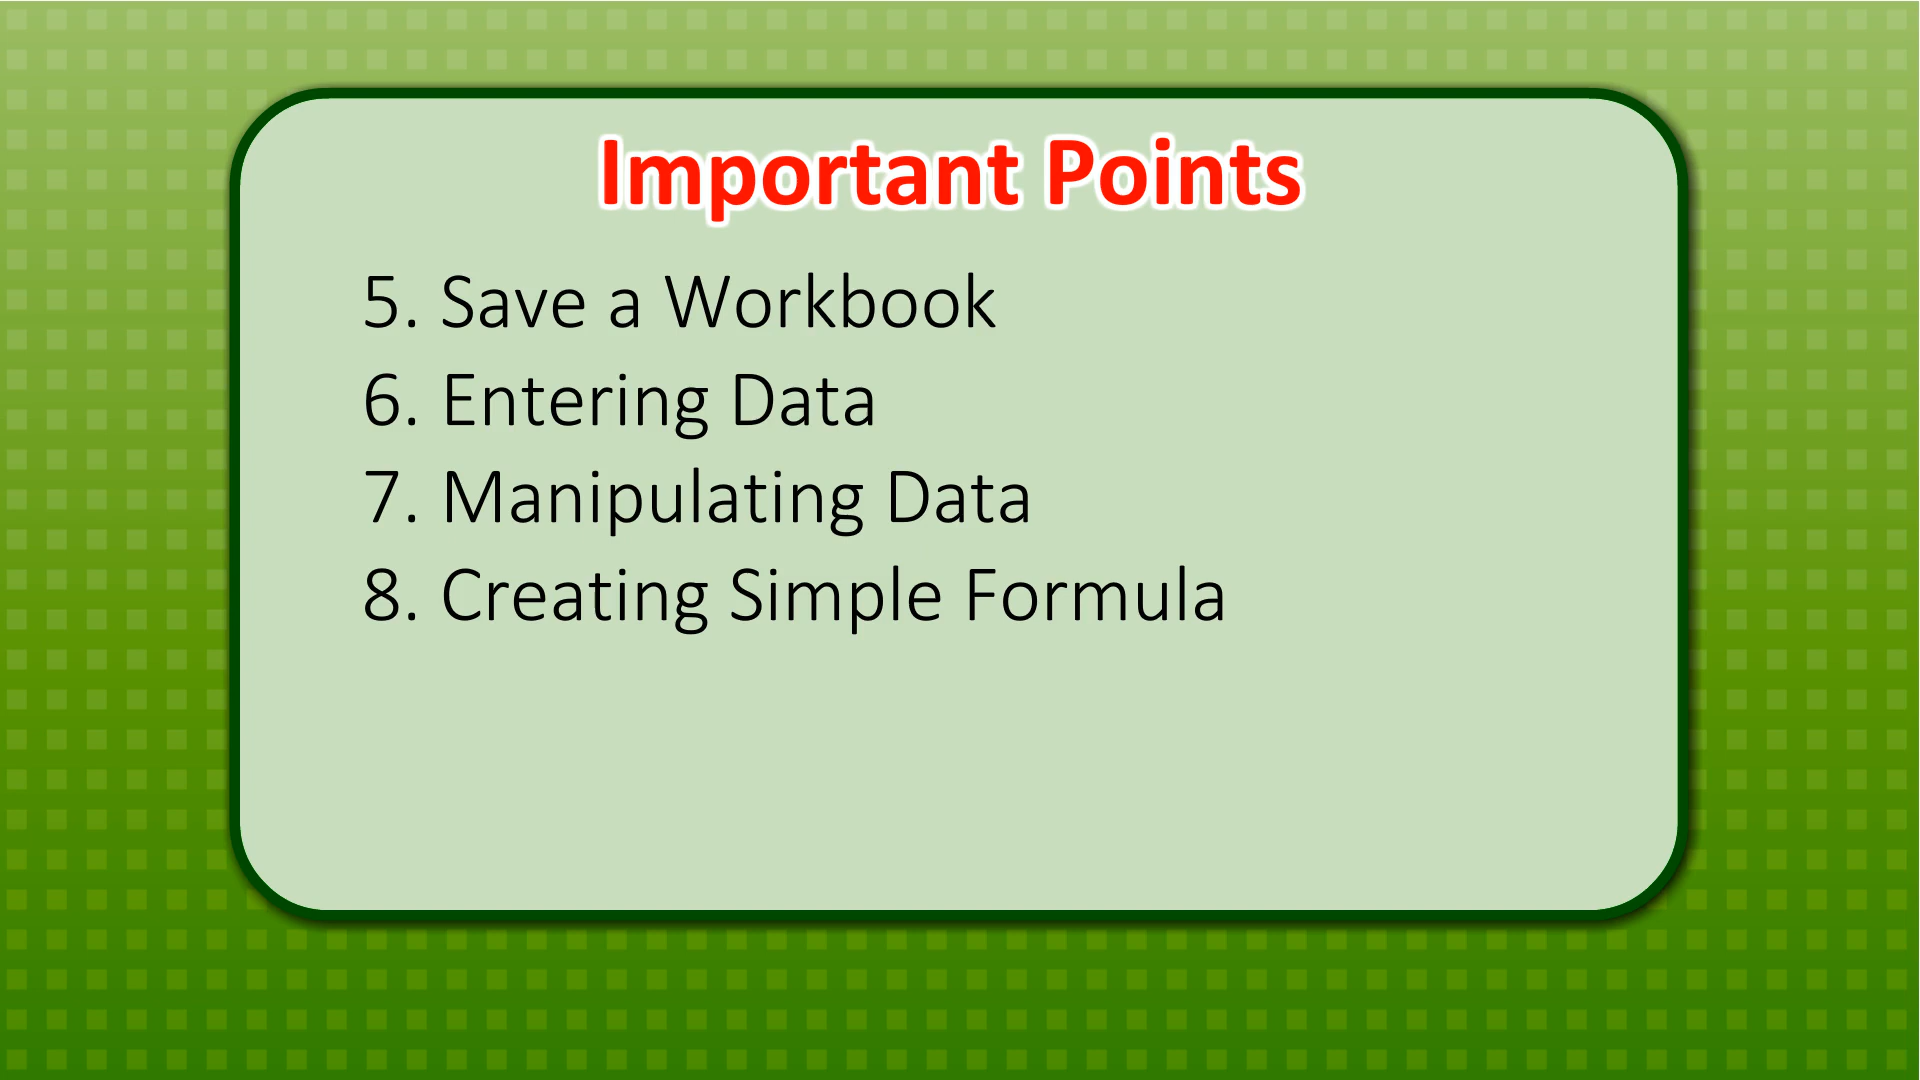 Important Points
5. Save a Workbook
6. Entering Data
7. Manipulating Data
8. Creating Simple Formula